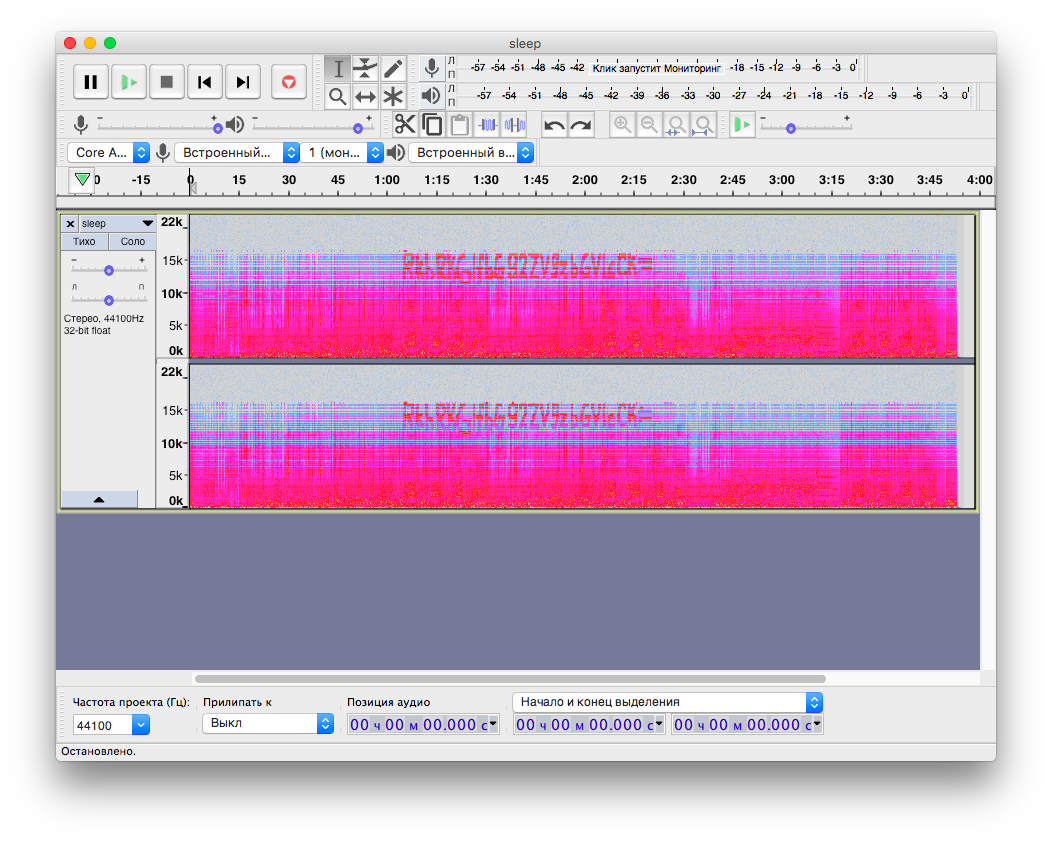 sleep
Л
П
-57 -54 -51 -48 -45 -42 Клик запустит Мониторинг -18 -15 -12 -9 -6 -3 0
Л
П
-57 -54 -51 -48 -45 -42 -39 -36 -33 -30 -27 -24 -21 -18 -15 -12 -9 -6 -3 0
- + - + - +
Core A... Встроенный... 1 (мон... Встроенный в...
0 -15 0 15 30 45 1:00 1:15 1:30 1:45 2:00 2:15 2:30 2:45 3:00 3:15 3:30 3:45 4:00
sleep
Тихо Соло
- +
Л П
Стерео, 44100Hz
32-bit float
22k
15k
10k
5k
0k
22k
15k
10k
5k
0k
Частота проекта (Гц): Прилипать к Позиция аудио Начало и конец выделения
44100 Выкл 00 ч 00 м 00.000 с 00 ч 00 м 00.000 с 00 ч 00 м 00.000 с
Остановлено.